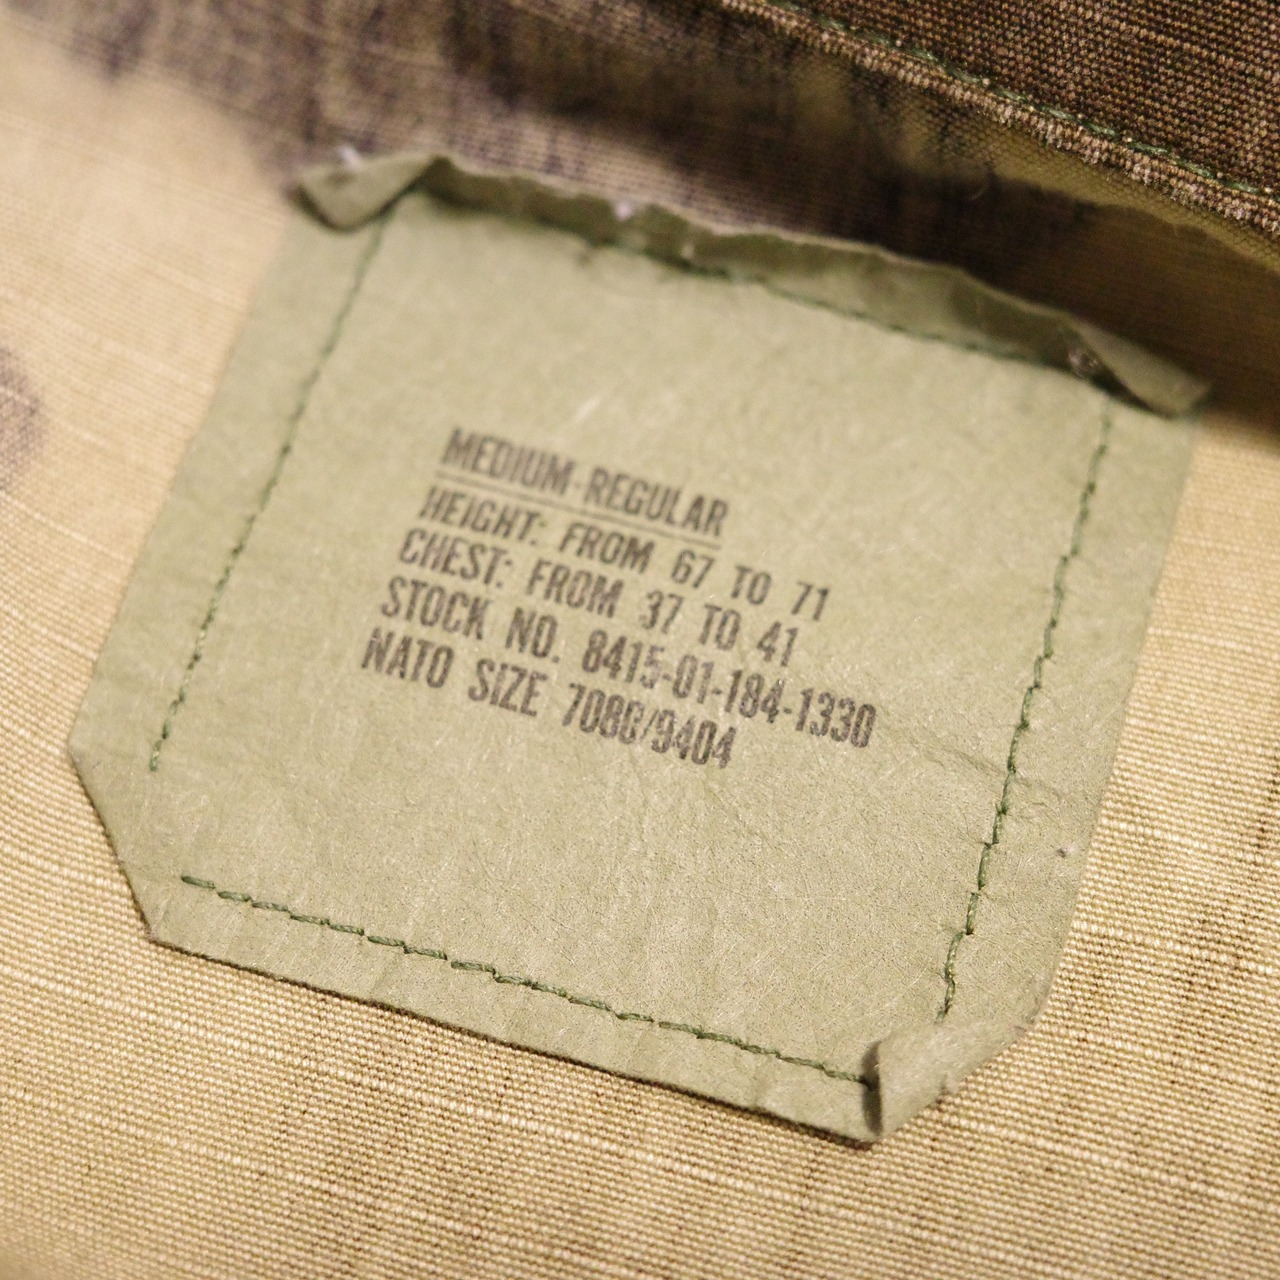 MEDIUM-REGULAR
HEIGHT: FROM 67 TO 71
CHEST: FROM 37 TO 41
STOCK NO. 8415-01-184-1330
NATO SIZE 7080/9404